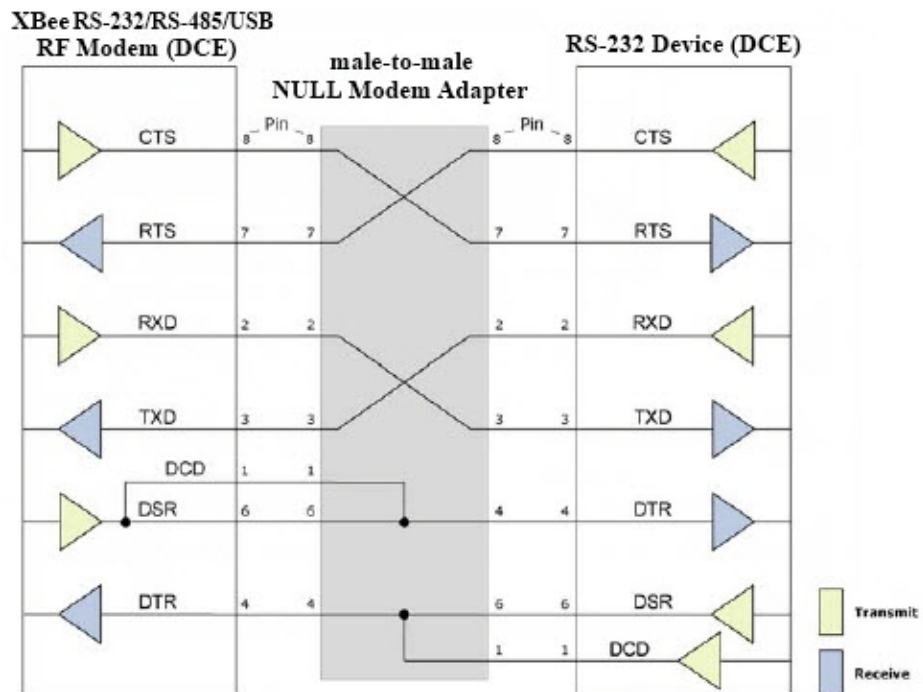 XBee RS-232/RS-485/USB
RF Modem (DCE)
male-to-male
NULL Modem Adapter
RS-232 Device (DCE)
Pin Pin
CTS 8 8 8 8 CTS
RTS 7 7 7 7 RTS
RXD 2 2 2 2 RXD
TXD 3 3 3 3 TXD
DCD 1 1
DSR 6 6 4 4 DTR
DTR 4 4 6 6 DSR
1 1 DCD
Transmit
Receive